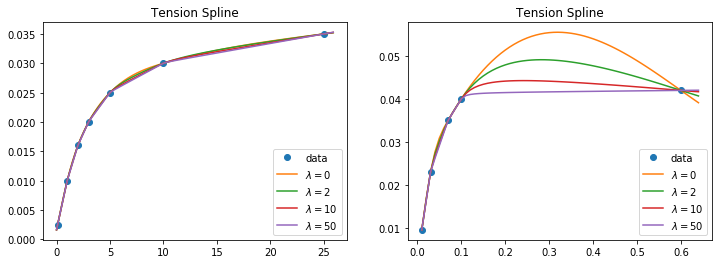 Tension Spline
0.035
0.030
0.025
0.020
0.015
0.010
0.005
0.000
0
5
10
15
20
25
data
λ = 0
λ = 2
λ = 10
λ = 50
Tension Spline
0.05
0.04
0.03
0.02
0.01
0.0
0.1
0.2
0.3
0.4
0.5
0.6
data
λ = 0
λ = 2
λ = 10
λ = 50